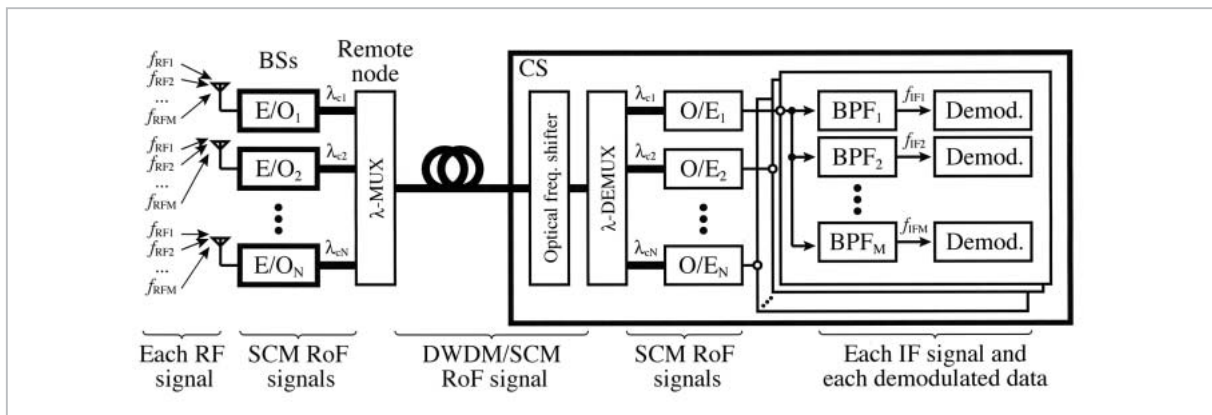 BSs
Remote
node
CS
f_RF1
f_RF2
...
f_RFM
E/O_1
λ_c1
f_RF1
f_RF2
...
f_RFM
E/O_2
λ_c2
f_RF1
f_RF2
...
f_RFM
E/O_N
λ_cN
λ-MUX
Optical freq. shifter
λ-DEMUX
λ_c1
O/E_1
λ_c2
O/E_2
λ_cN
O/E_N
BPF_1
f_IF1
Demod.
BPF_2
f_IF2
Demod.
BPF_M
f_IFM
Demod.
Each RF
signal
SCM RoF
signals
DWDM/SCM
RoF signal
SCM RoF
signals
Each IF signal and
each demodulated data